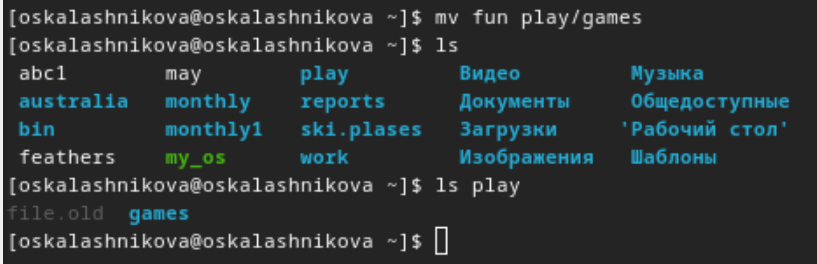 [oskalashnikova@oskalashnikova ~]$ mv fun play/games
[oskalashnikova@oskalashnikova ~]$ ls
abc1 may play Видео Музыка
australia monthly reports Документы Общедоступные
bin monthly1 ski.plases Загрузки 'Рабочий стол'
feathers my_os work Изображения Шаблоны
[oskalashnikova@oskalashnikova ~]$ ls play
file.old games
[oskalashnikova@oskalashnikova ~]$